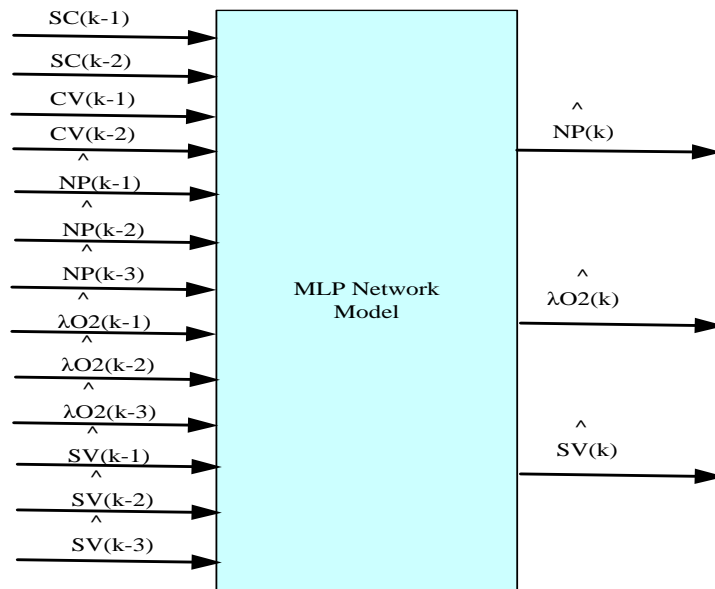 SC(k-1)
SC(k-2)
CV(k-1)
CV(k-2)
^
NP(k-1)
^
NP(k-2)
^
NP(k-3)
^
λO2(k-1)
^
λO2(k-2)
^
λO2(k-3)
^
SV(k-1)
^
SV(k-2)
^
SV(k-3)
MLP Network
Model
^
NP(k)
^
λO2(k)
^
SV(k)